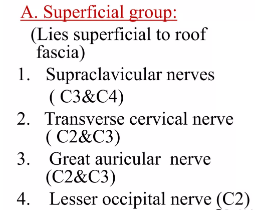 A. Superficial group:
(Lies superficial to roof
fascia)
1. Supraclavicular nerves
( C3&C4)
2. Transverse cervical nerve
( C2&C3)
3. Great auricular nerve
(C2&C3)
4. Lesser occipital nerve (C2)